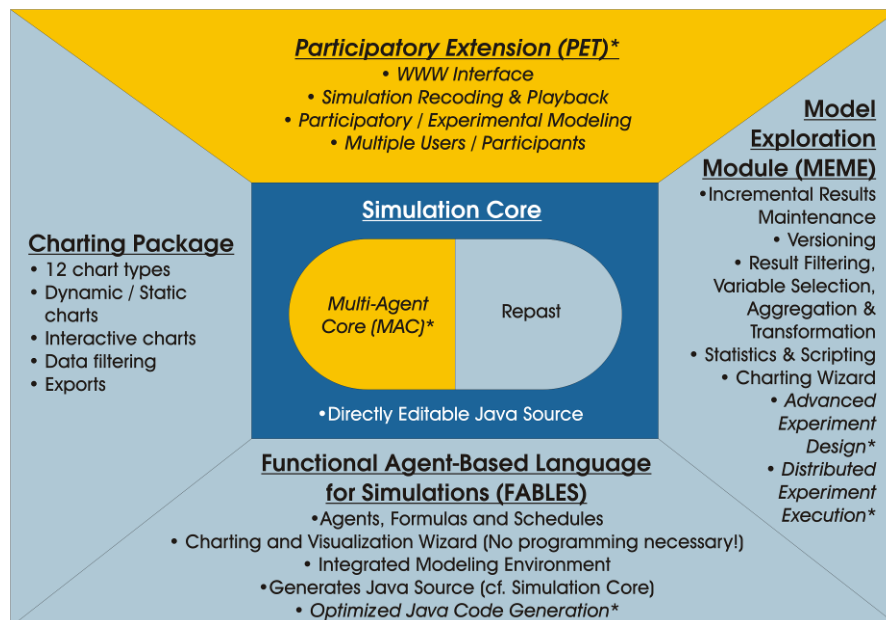 Participatory Extension (PET)*
• WWW Interface
• Simulation Recoding & Playback
• Participatory / Experimental Modeling
• Multiple Users / Participants
Charting Package
• 12 chart types
• Dynamic / Static
charts
• Interactive charts
• Data filtering
• Exports
Simulation Core
Multi-Agent
Core (MAC)*
Repast
•Directly Editable Java Source
Model
Exploration
Module (MEME)
•Incremental Results
Maintenance
• Versioning
• Result Filtering,
Variable Selection,
Aggregation &
Transformation
• Statistics & Scripting
• Charting Wizard
• Advanced
Experiment
Design*
• Distributed
Experiment
Execution*
Functional Agent-Based Language
for Simulations (FABLES)
•Agents, Formulas and Schedules
• Charting and Visualization Wizard (No programming necessary!)
• Integrated Modeling Environment
•Generates Java Source (cf. Simulation Core)
• Optimized Java Code Generation*